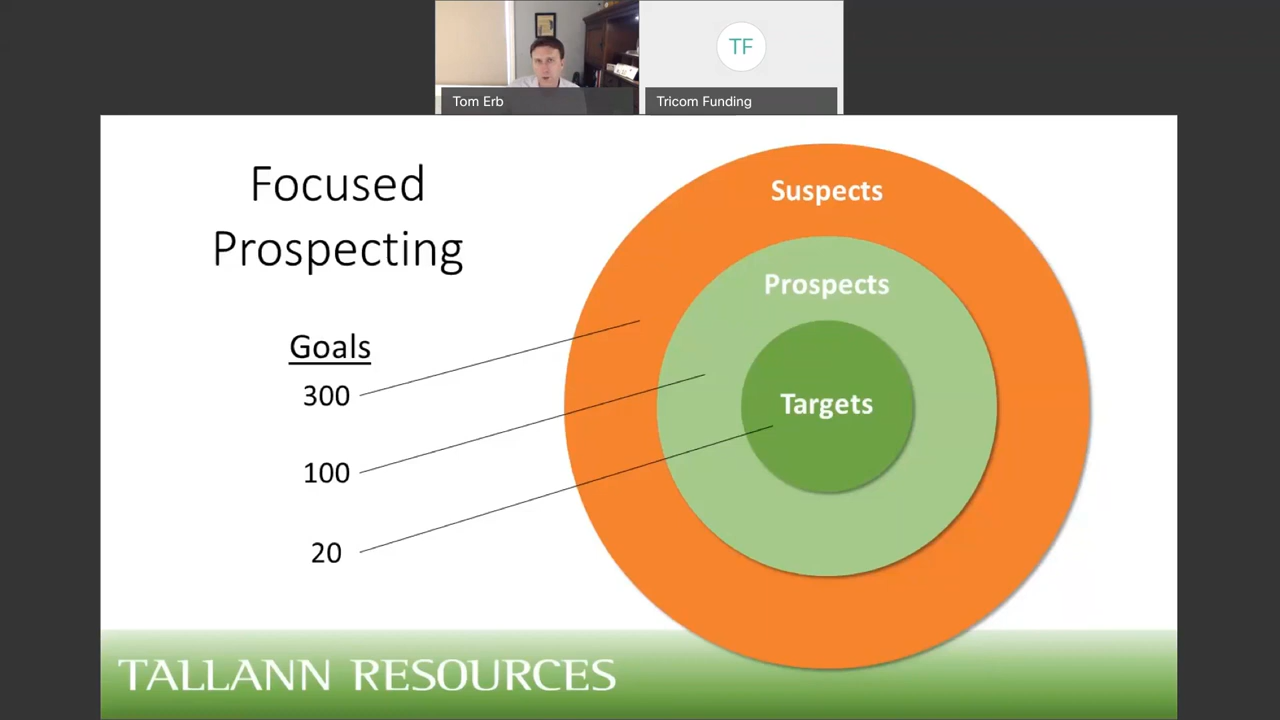 TF
Tom Erb
Tricom Funding
Focused
Prospecting
Goals
300
100
20
Suspects
Prospects
Targets
TALLANN RESOURCES